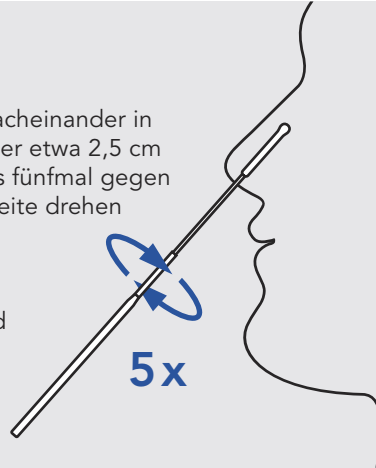 acheinander in
er etwa 2,5 cm
s fünfmal gegen
eite drehen
d
5x